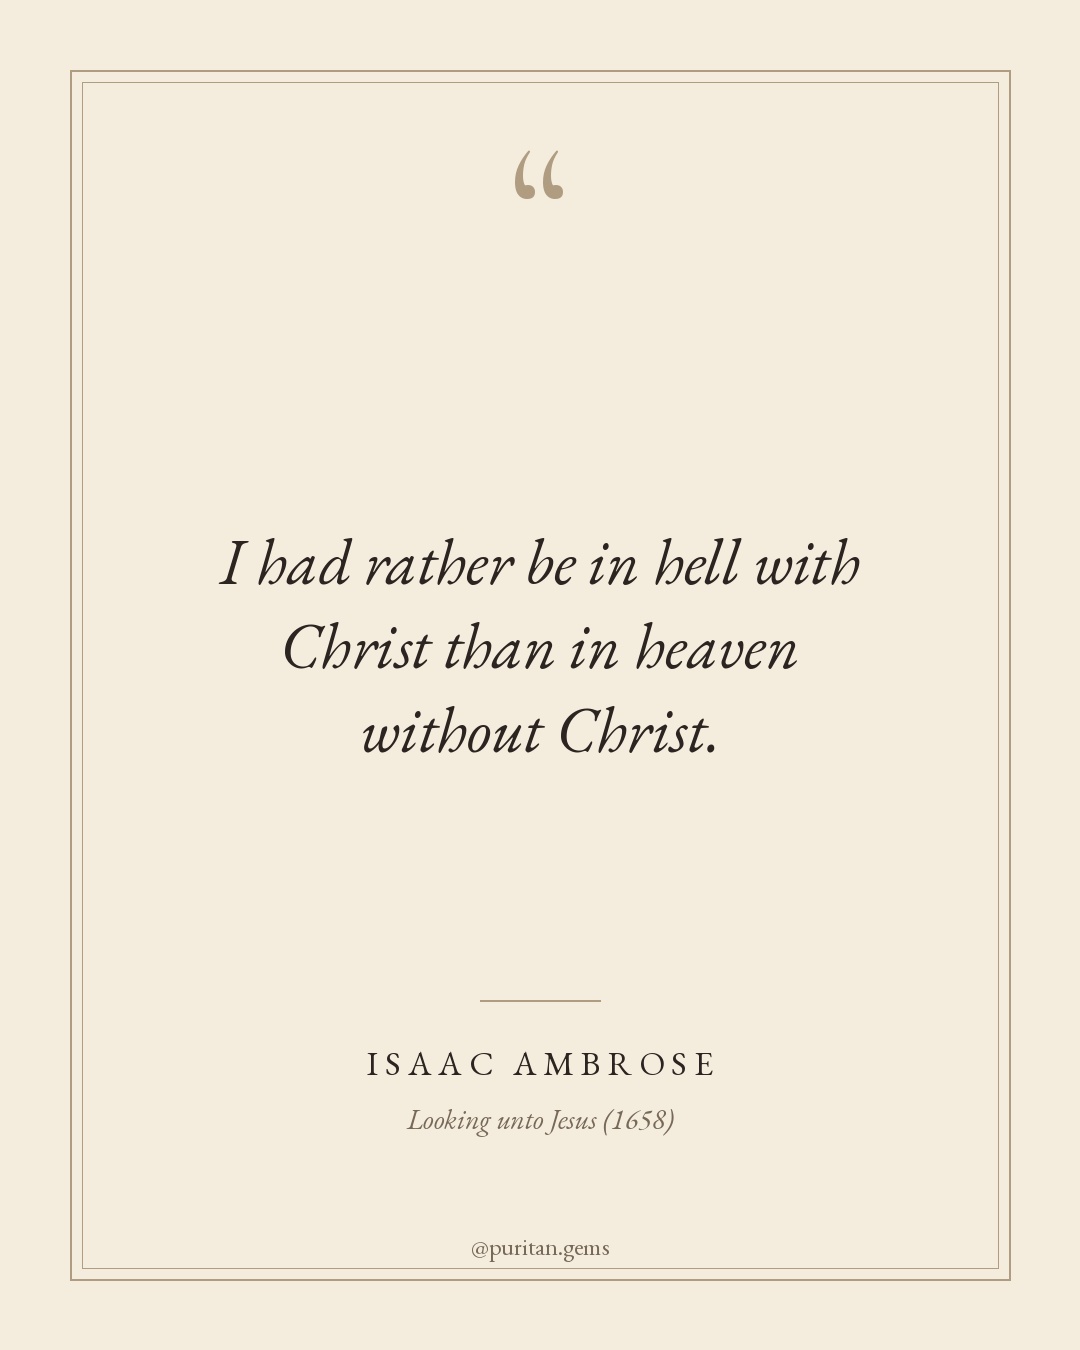 “
I had rather be in hell with
Christ than in heaven
without Christ.
ISAAC AMBROSE
Looking unto Jesus (1658)
@puritan.gems